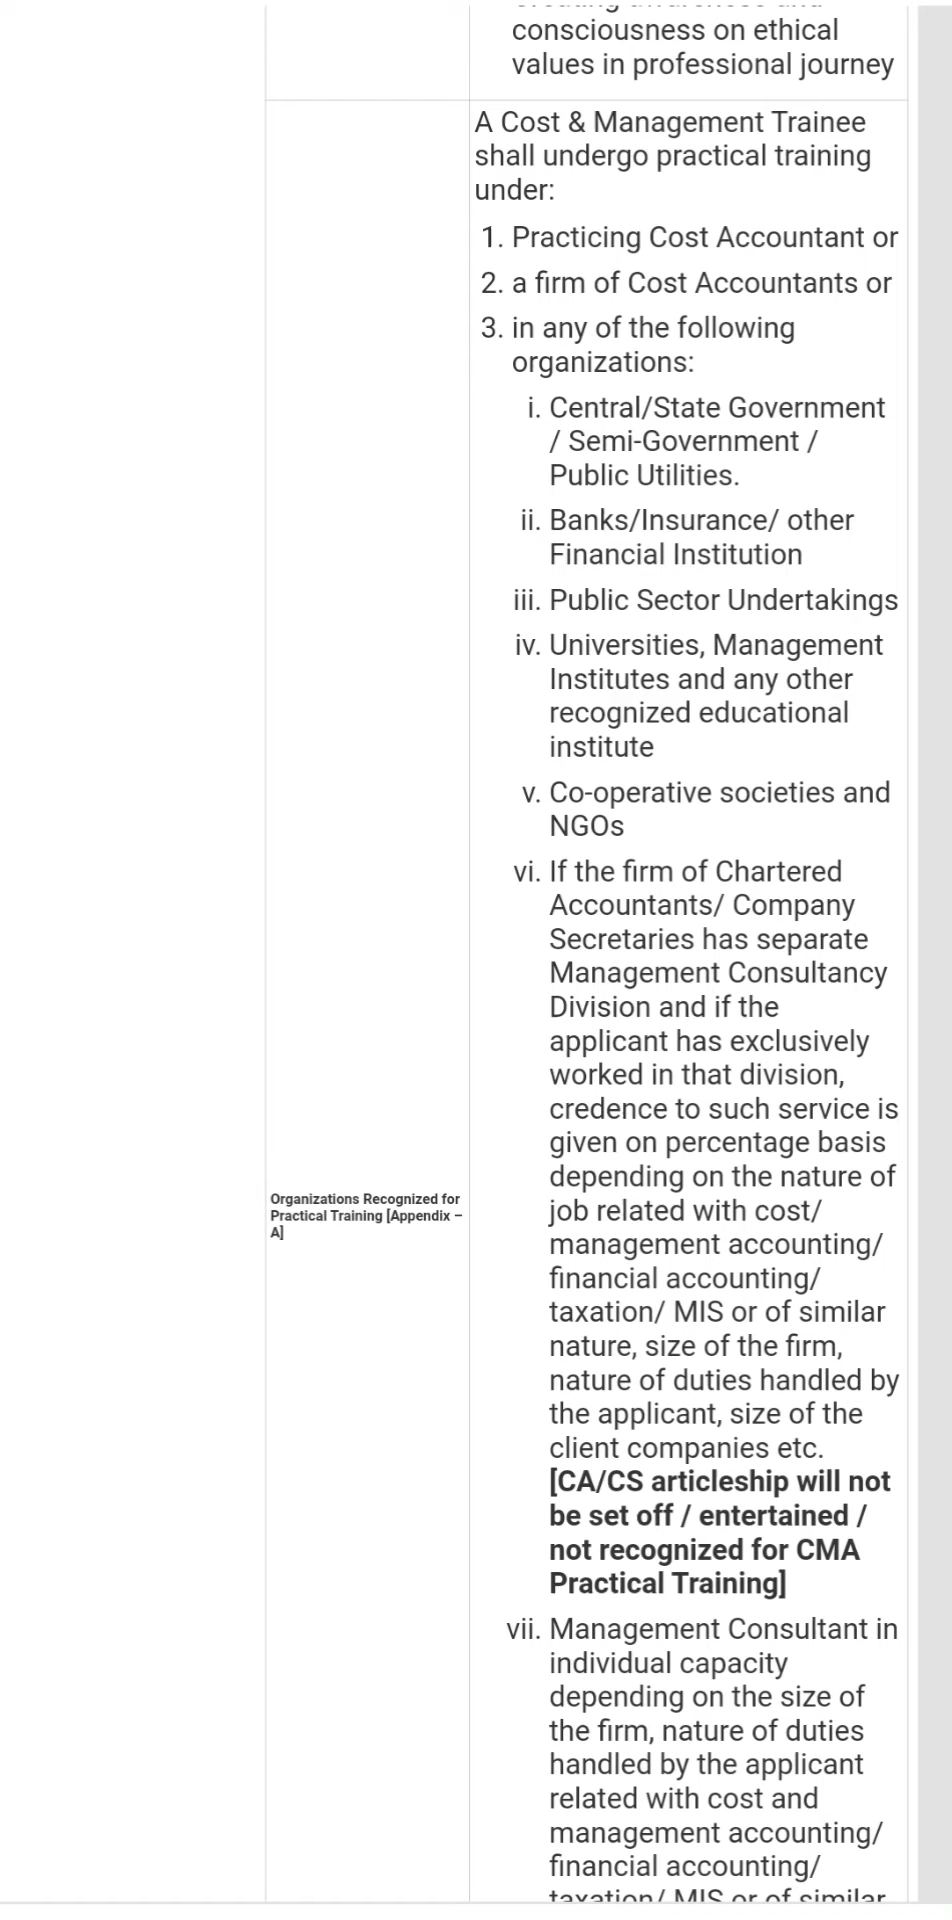 consciousness on ethical
values in professional journey
Organizations Recognized for
Practical Training [Appendix –
A]
A Cost & Management Trainee
shall undergo practical training
under:
1. Practicing Cost Accountant or
2. a firm of Cost Accountants or
3. in any of the following
organizations:
i. Central/State Government
/ Semi-Government /
Public Utilities.
ii. Banks/Insurance/ other
Financial Institution
iii. Public Sector Undertakings
iv. Universities, Management
Institutes and any other
recognized educational
institute
v. Co-operative societies and
NGOs
vi. If the firm of Chartered
Accountants/ Company
Secretaries has separate
Management Consultancy
Division and if the
applicant has exclusively
worked in that division,
credence to such service is
given on percentage basis
depending on the nature of
job related with cost/
management accounting/
financial accounting/
taxation/ MIS or of similar
nature, size of the firm,
nature of duties handled by
the applicant, size of the
client companies etc.
[CA/CS articleship will not
be set off / entertained /
not recognized for CMA
Practical Training]
vii. Management Consultant in
individual capacity
depending on the size of
the firm, nature of duties
handled by the applicant
related with cost and
management accounting/
financial accounting/
taxation/ MIS or of similar